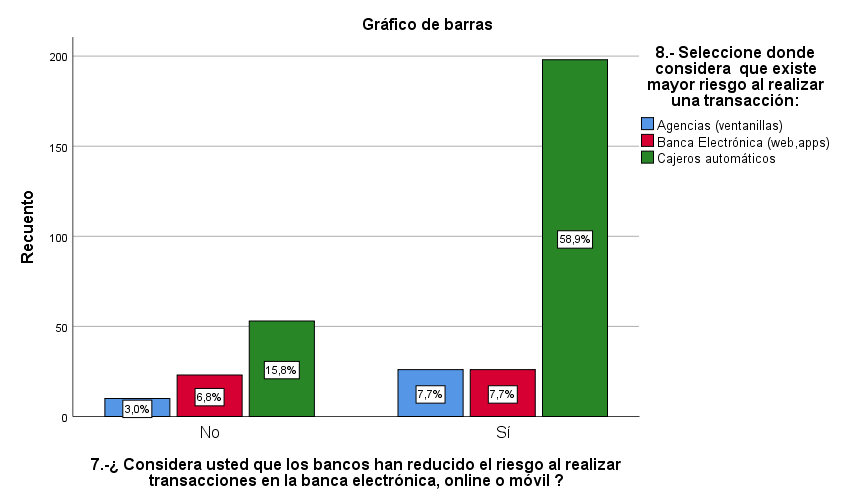 Gráfico de barras
8.- Seleccione donde
considera que existe
mayor riesgo al realizar
una transacción:
Agencias (ventanillas)
Banca Electrónica (web,apps)
Cajeros automáticos
Recuento
200
150
100
50
0
3,0%
6,8%
15,8%
7,7%
7,7%
58,9%
No
Sí
7.-¿ Considera usted que los bancos han reducido el riesgo al realizar
transacciones en la banca electrónica, online o móvil ?